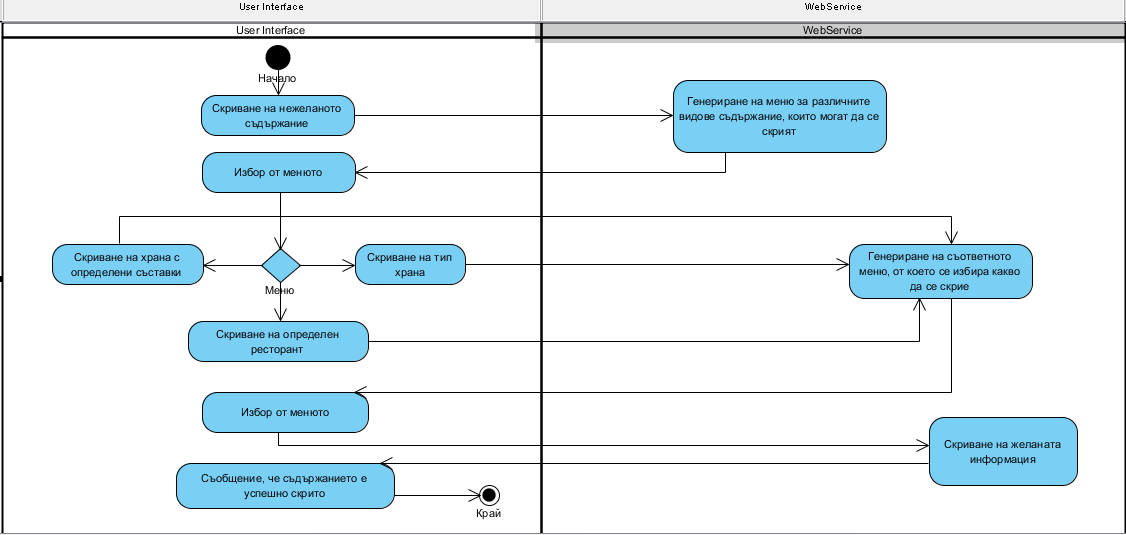 User Interface
WebService
User Interface
WebService
Начало
Скриване на нежеланото
съдържание
Генериране на меню за различните
видове съдържание, които могат да се
скрият
Избор от менюто
Скриване на храна с
определени съставки
Меню
Скриване на тип
храна
Генериране на съответното
меню, от което се избира какво
да се скрие
Скриване на определен
ресторант
Избор от менюто
Скриване на желаната
информация
Съобщение, че съдържанието е
успешно скрито
Край